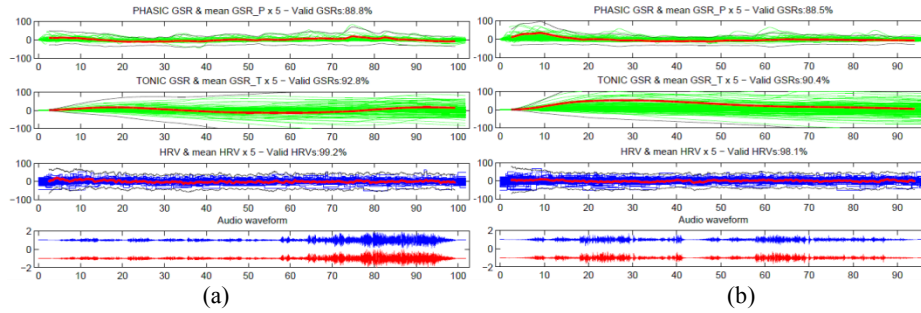 PHASIC GSR & mean GSR_P x 5 − Valid GSRs:88.8%
100
0
−100
0 10 20 30 40 50 60 70 80 90 100
TONIC GSR & mean GSR_T x 5 − Valid GSRs:92.8%
100
0
−100
0 10 20 30 40 50 60 70 80 90 100
HRV & mean HRV x 5− Valid HRVs:99.2%
100
0
−100
0 10 20 30 40 50 60 70 80 90 100
Audio waveform
2
0
−2
0 10 20 30 40 50 60 70 80 90 100
(a)
PHASIC GSR & mean GSR_P x 5 − Valid GSRs:88.5%
100
0
−100
0 10 20 30 40 50 60 70 80 90
TONIC GSR & mean GSR_T x 5 − Valid GSRs:90.4%
100
0
−100
0 10 20 30 40 50 60 70 80 90
HRV & mean HRV x 5− Valid HRVs:98.1%
100
0
−100
0 10 20 30 40 50 60 70 80 90
Audio waveform
2
0
−2
0 10 20 30 40 50 60 70 80 90
(b)